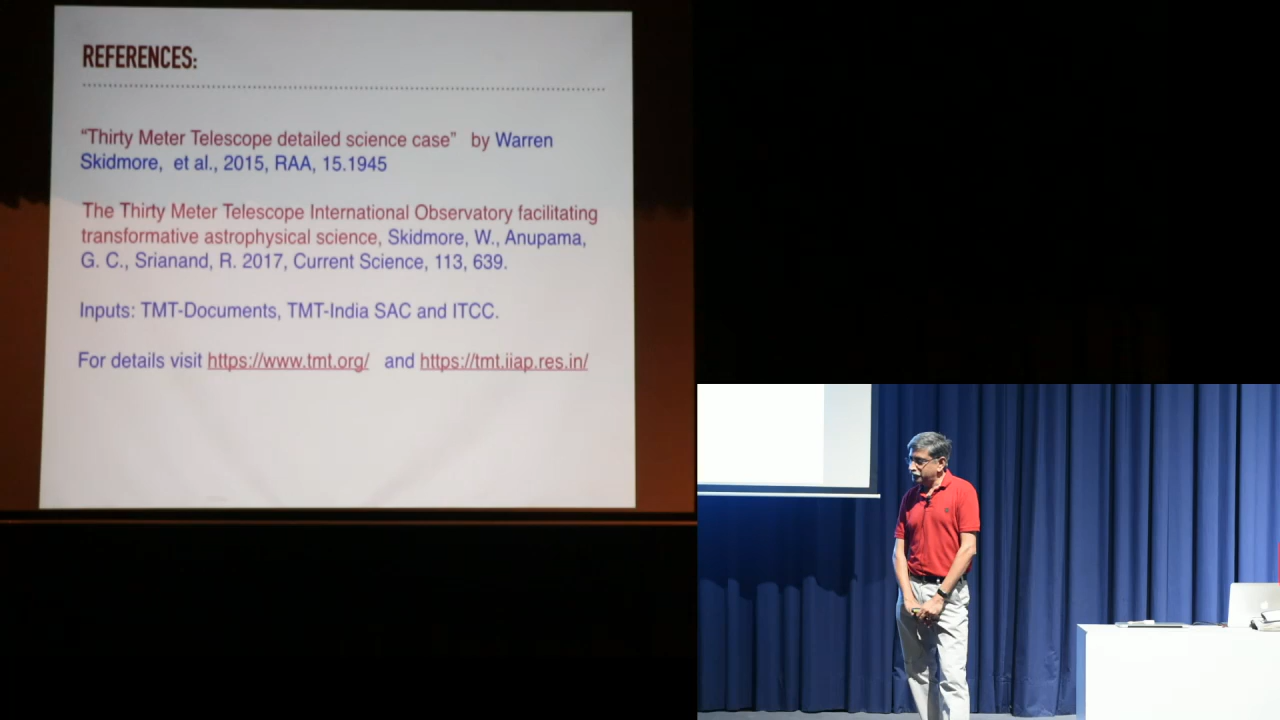 REFERENCES:
“Thirty Meter Telescope detailed science case” by Warren
Skidmore, et al., 2015, RAA, 15.1945
The Thirty Meter Telescope International Observatory facilitating
transformative astrophysical science, Skidmore, W., Anupama,
G. C., Srianand, R. 2017, Current Science, 113, 639.
Inputs: TMT-Documents, TMT-India SAC and ITCC.
For details visit https://www.tmt.org/ and https://tmt.iiap.res.in/